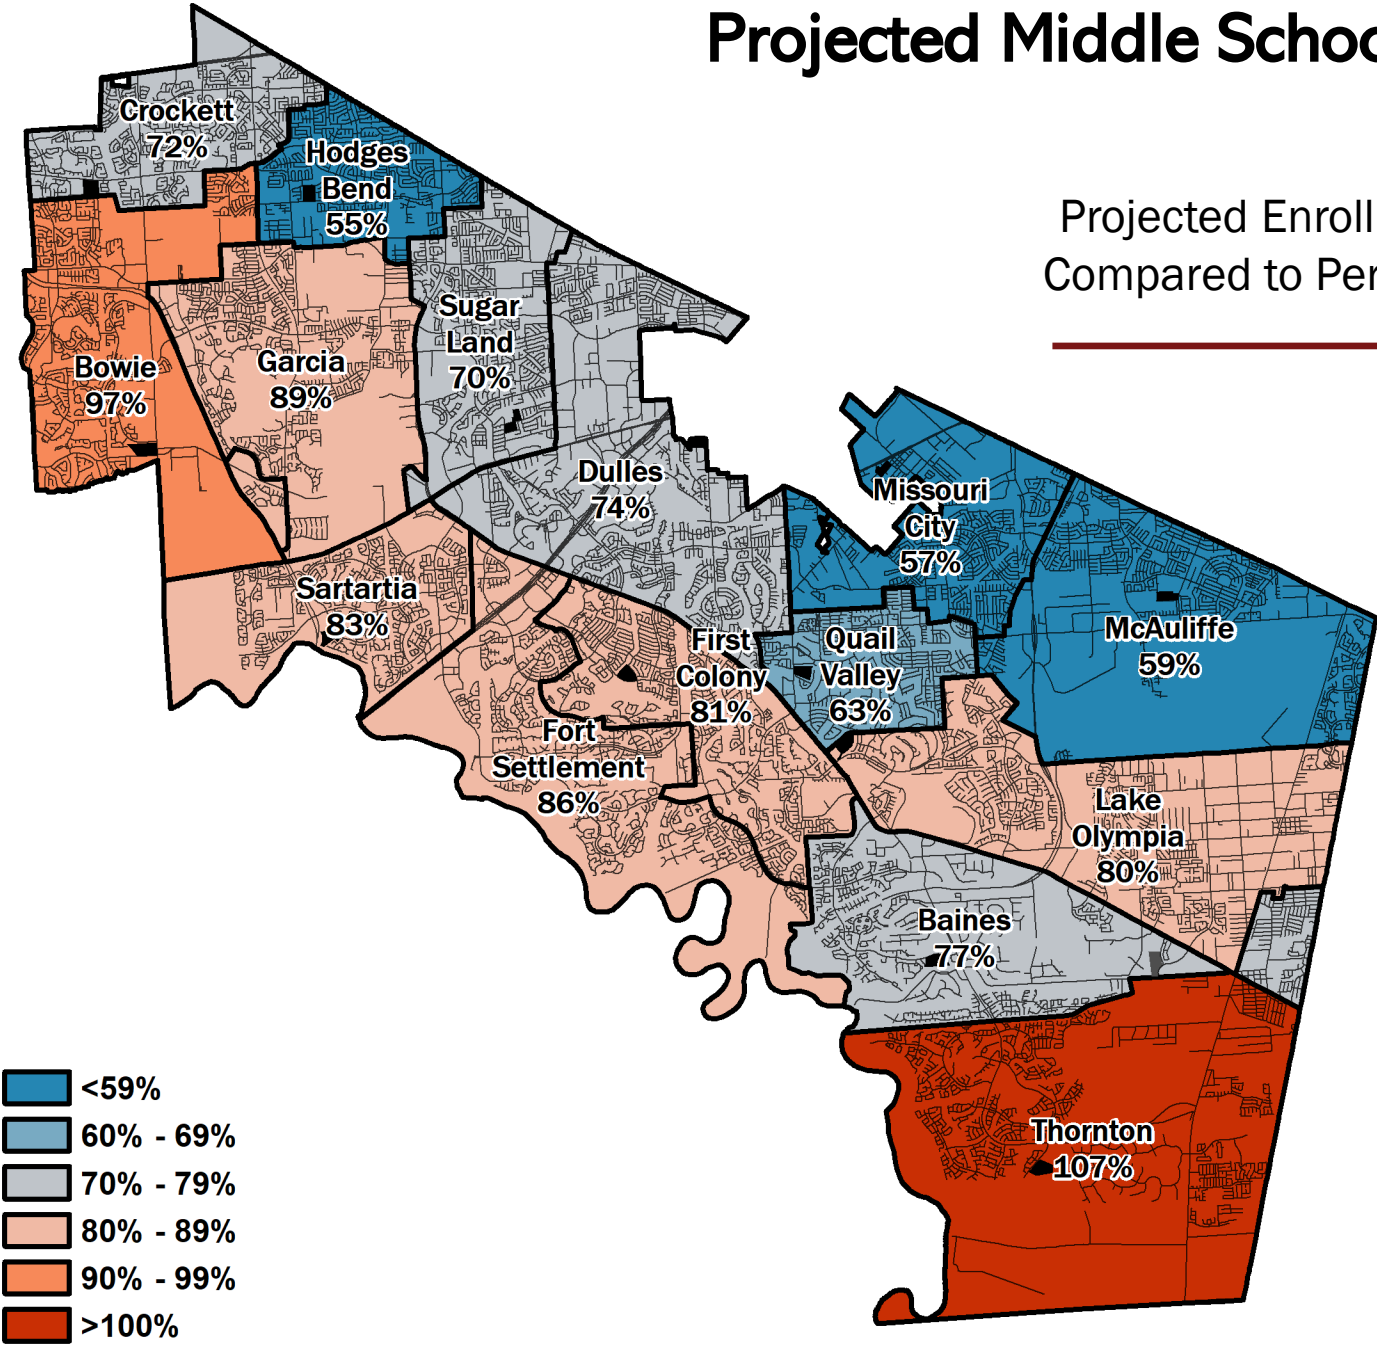 Projected Middle Schoo
Projected Enroll
Compared to Per
Crockett
72%
Hodges
Bend
55%
Sugar
Land
70%
Bowie
97%
Garcia
89%
Dulles
74%
Missouri
City
57%
Sartartia
83%
McAuliffe
59%
First
Colony
81%
Quail
Valley
63%
Fort
Settlement
86%
Lake
Olympia
80%
Baines
77%
Thornton
107%
<59%
60% - 69%
70% - 79%
80% - 89%
90% - 99%
>100%